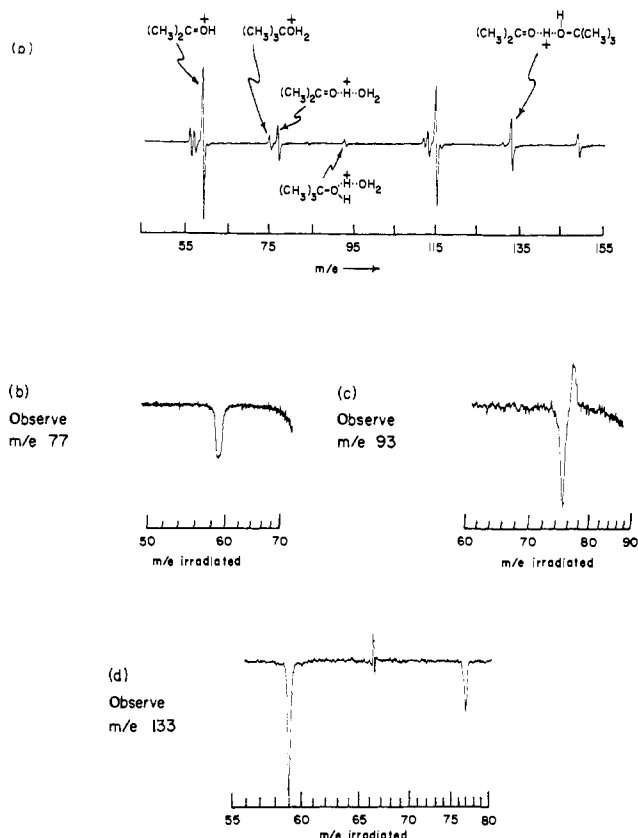 (a)
(CH3)2C=OH+
(CH3)3COH2+
(CH3)2C=O··H··OH2
+
(CH3)3C=O··H··OH2
+
H
(CH3)2C=O··H··O–C(CH3)3
+
H
55 75 95 115 135 155
m/e
(b)
Observe
m/e 77
50 60 70
m/e irradiated
(c)
Observe
m/e 93
60 70 80 90
m/e irradiated
(d)
Observe
m/e 133
55 60 65 70 75 80
m/e irradiated